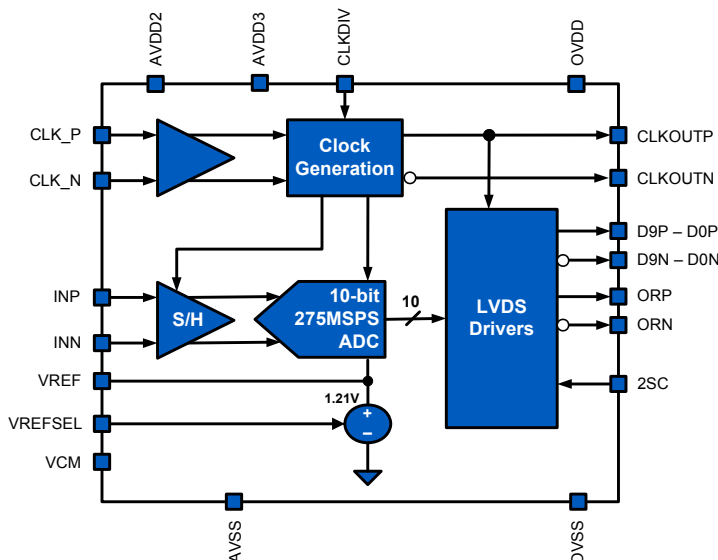 AVDD2
AVDD3
CLKDIV
OVDD
CLK_P
CLK_N
Clock
Generation
CLKOUTP
CLKOUTN
D9P – D0P
D9N – D0N
ORP
ORN
2SC
INP
INN
VREF
VREFSEL
VCM
S/H
10-bit
275MSPS
ADC
10
LVDS
Drivers
1.21V
+
–
AVSS
OVSS